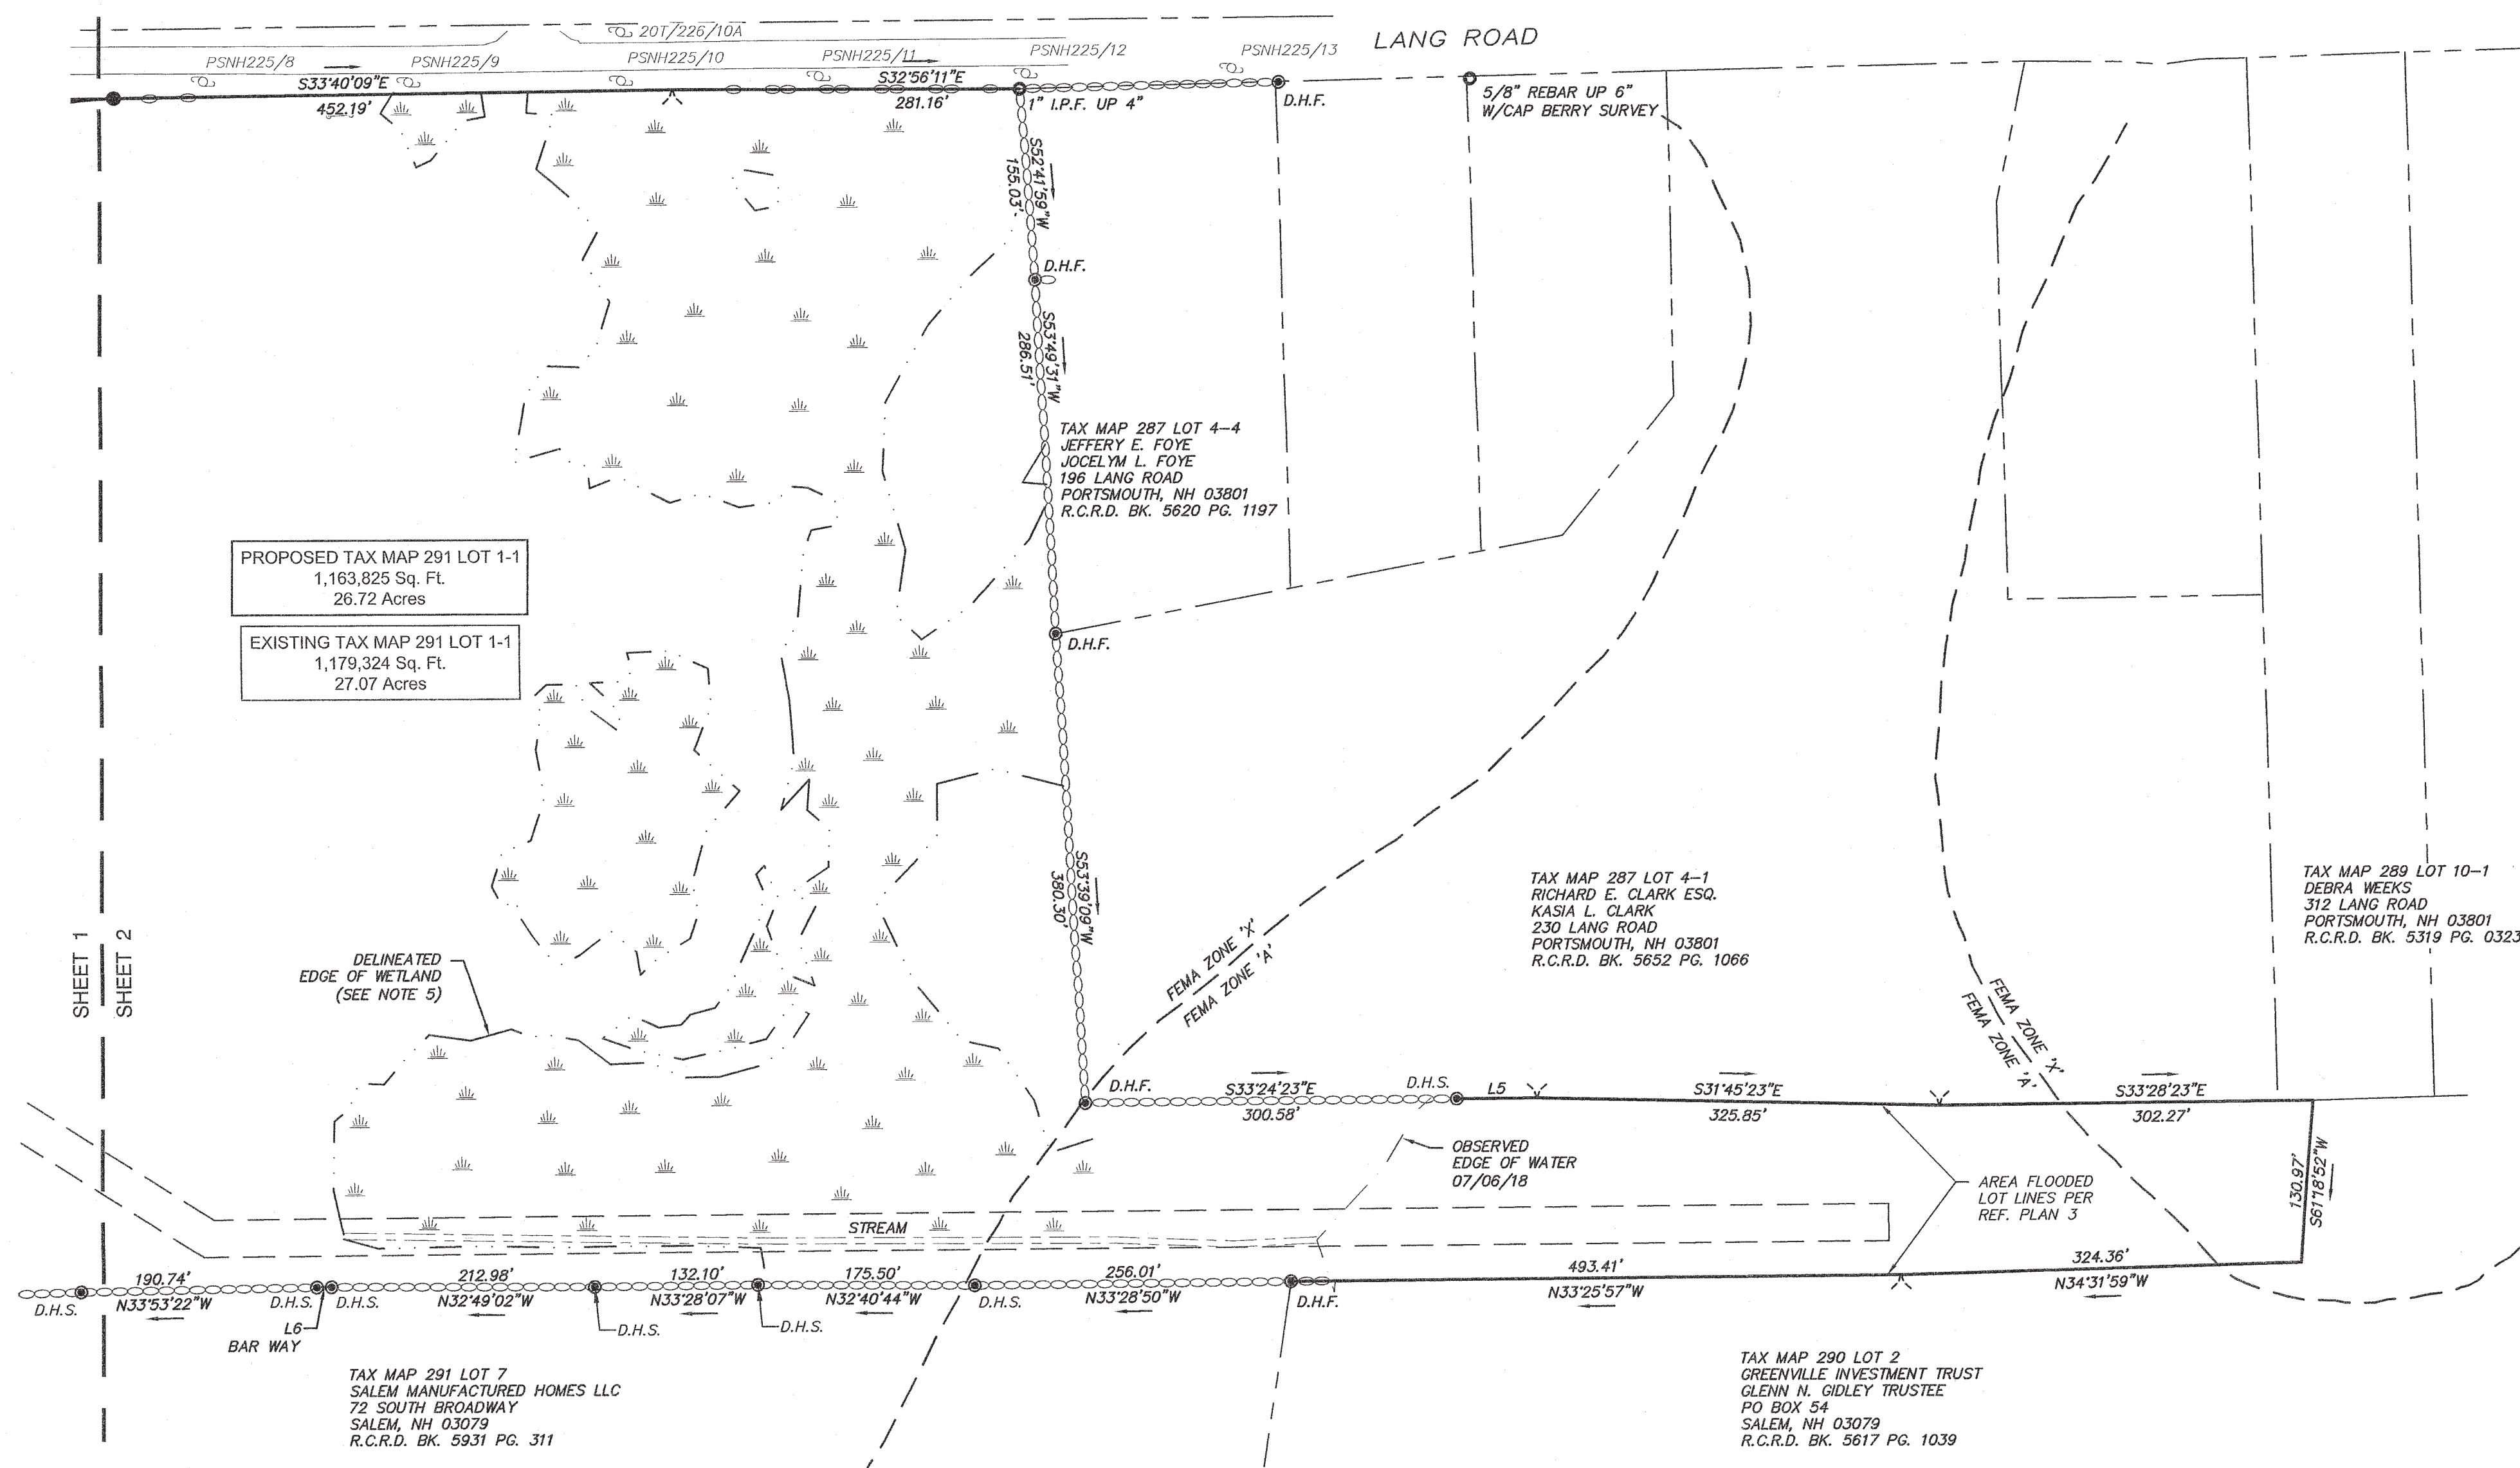 20T/226/10A
LANG ROAD
PSNH225/8
PSNH225/9
PSNH225/10
PSNH225/11
PSNH225/12
PSNH225/13
S33°40'09"E
452.19'
S32°56'11"E
281.16'
1" I.P.F. UP 4"
D.H.F.
5/8" REBAR UP 6"
W/CAP BERRY SURVEY
S52°41'59"W
155.03'
D.H.F.
S53°49'31"W
286.51'
TAX MAP 287 LOT 4-4
JEFFERY E. FOYE
JOCELYM L. FOYE
196 LANG ROAD
PORTSMOUTH, NH 03801
R.C.R.D. BK. 5620 PG. 1197
PROPOSED TAX MAP 291 LOT 1-1
1,163,825 Sq. Ft.
26.72 Acres
EXISTING TAX MAP 291 LOT 1-1
1,179,324 Sq. Ft.
27.07 Acres
D.H.F.
S53°39'09"W
380.30'
SHEET 1
SHEET 2
DELINEATED
EDGE OF WETLAND
(SEE NOTE 5)
FEMA ZONE 'X'
FEMA ZONE 'A'
TAX MAP 287 LOT 4-1
RICHARD E. CLARK ESQ.
KASIA L. CLARK
230 LANG ROAD
PORTSMOUTH, NH 03801
R.C.R.D. BK. 5652 PG. 1066
TAX MAP 289 LOT 10-1
DEBRA WEEKS
312 LANG ROAD
PORTSMOUTH, NH 03801
R.C.R.D. BK. 5319 PG. 0323
FEMA ZONE 'X'
FEMA ZONE 'A'
D.H.F.
S33°24'23"E
300.58'
D.H.S.
L5
S31°45'23"E
325.85'
S33°28'23"E
302.27'
OBSERVED
EDGE OF WATER
07/06/18
AREA FLOODED
LOT LINES PER
REF. PLAN 3
130.97'
S61°18'52"W
STREAM
190.74'
212.98'
132.10'
175.50'
256.01'
493.41'
324.36'
D.H.S.
N33°53'22"W
D.H.S.
D.H.S.
N32°49'02"W
N33°28'07"W
N32°40'44"W
D.H.S.
N33°28'50"W
D.H.F.
N33°25'57"W
N34°31'59"W
L6
BAR WAY
D.H.S.
D.H.S.
TAX MAP 291 LOT 7
SALEM MANUFACTURED HOMES LLC
72 SOUTH BROADWAY
SALEM, NH 03079
R.C.R.D. BK. 5931 PG. 311
TAX MAP 290 LOT 2
GREENVILLE INVESTMENT TRUST
GLENN N. GIDLEY TRUSTEE
PO BOX 54
SALEM, NH 03079
R.C.R.D. BK. 5617 PG. 1039